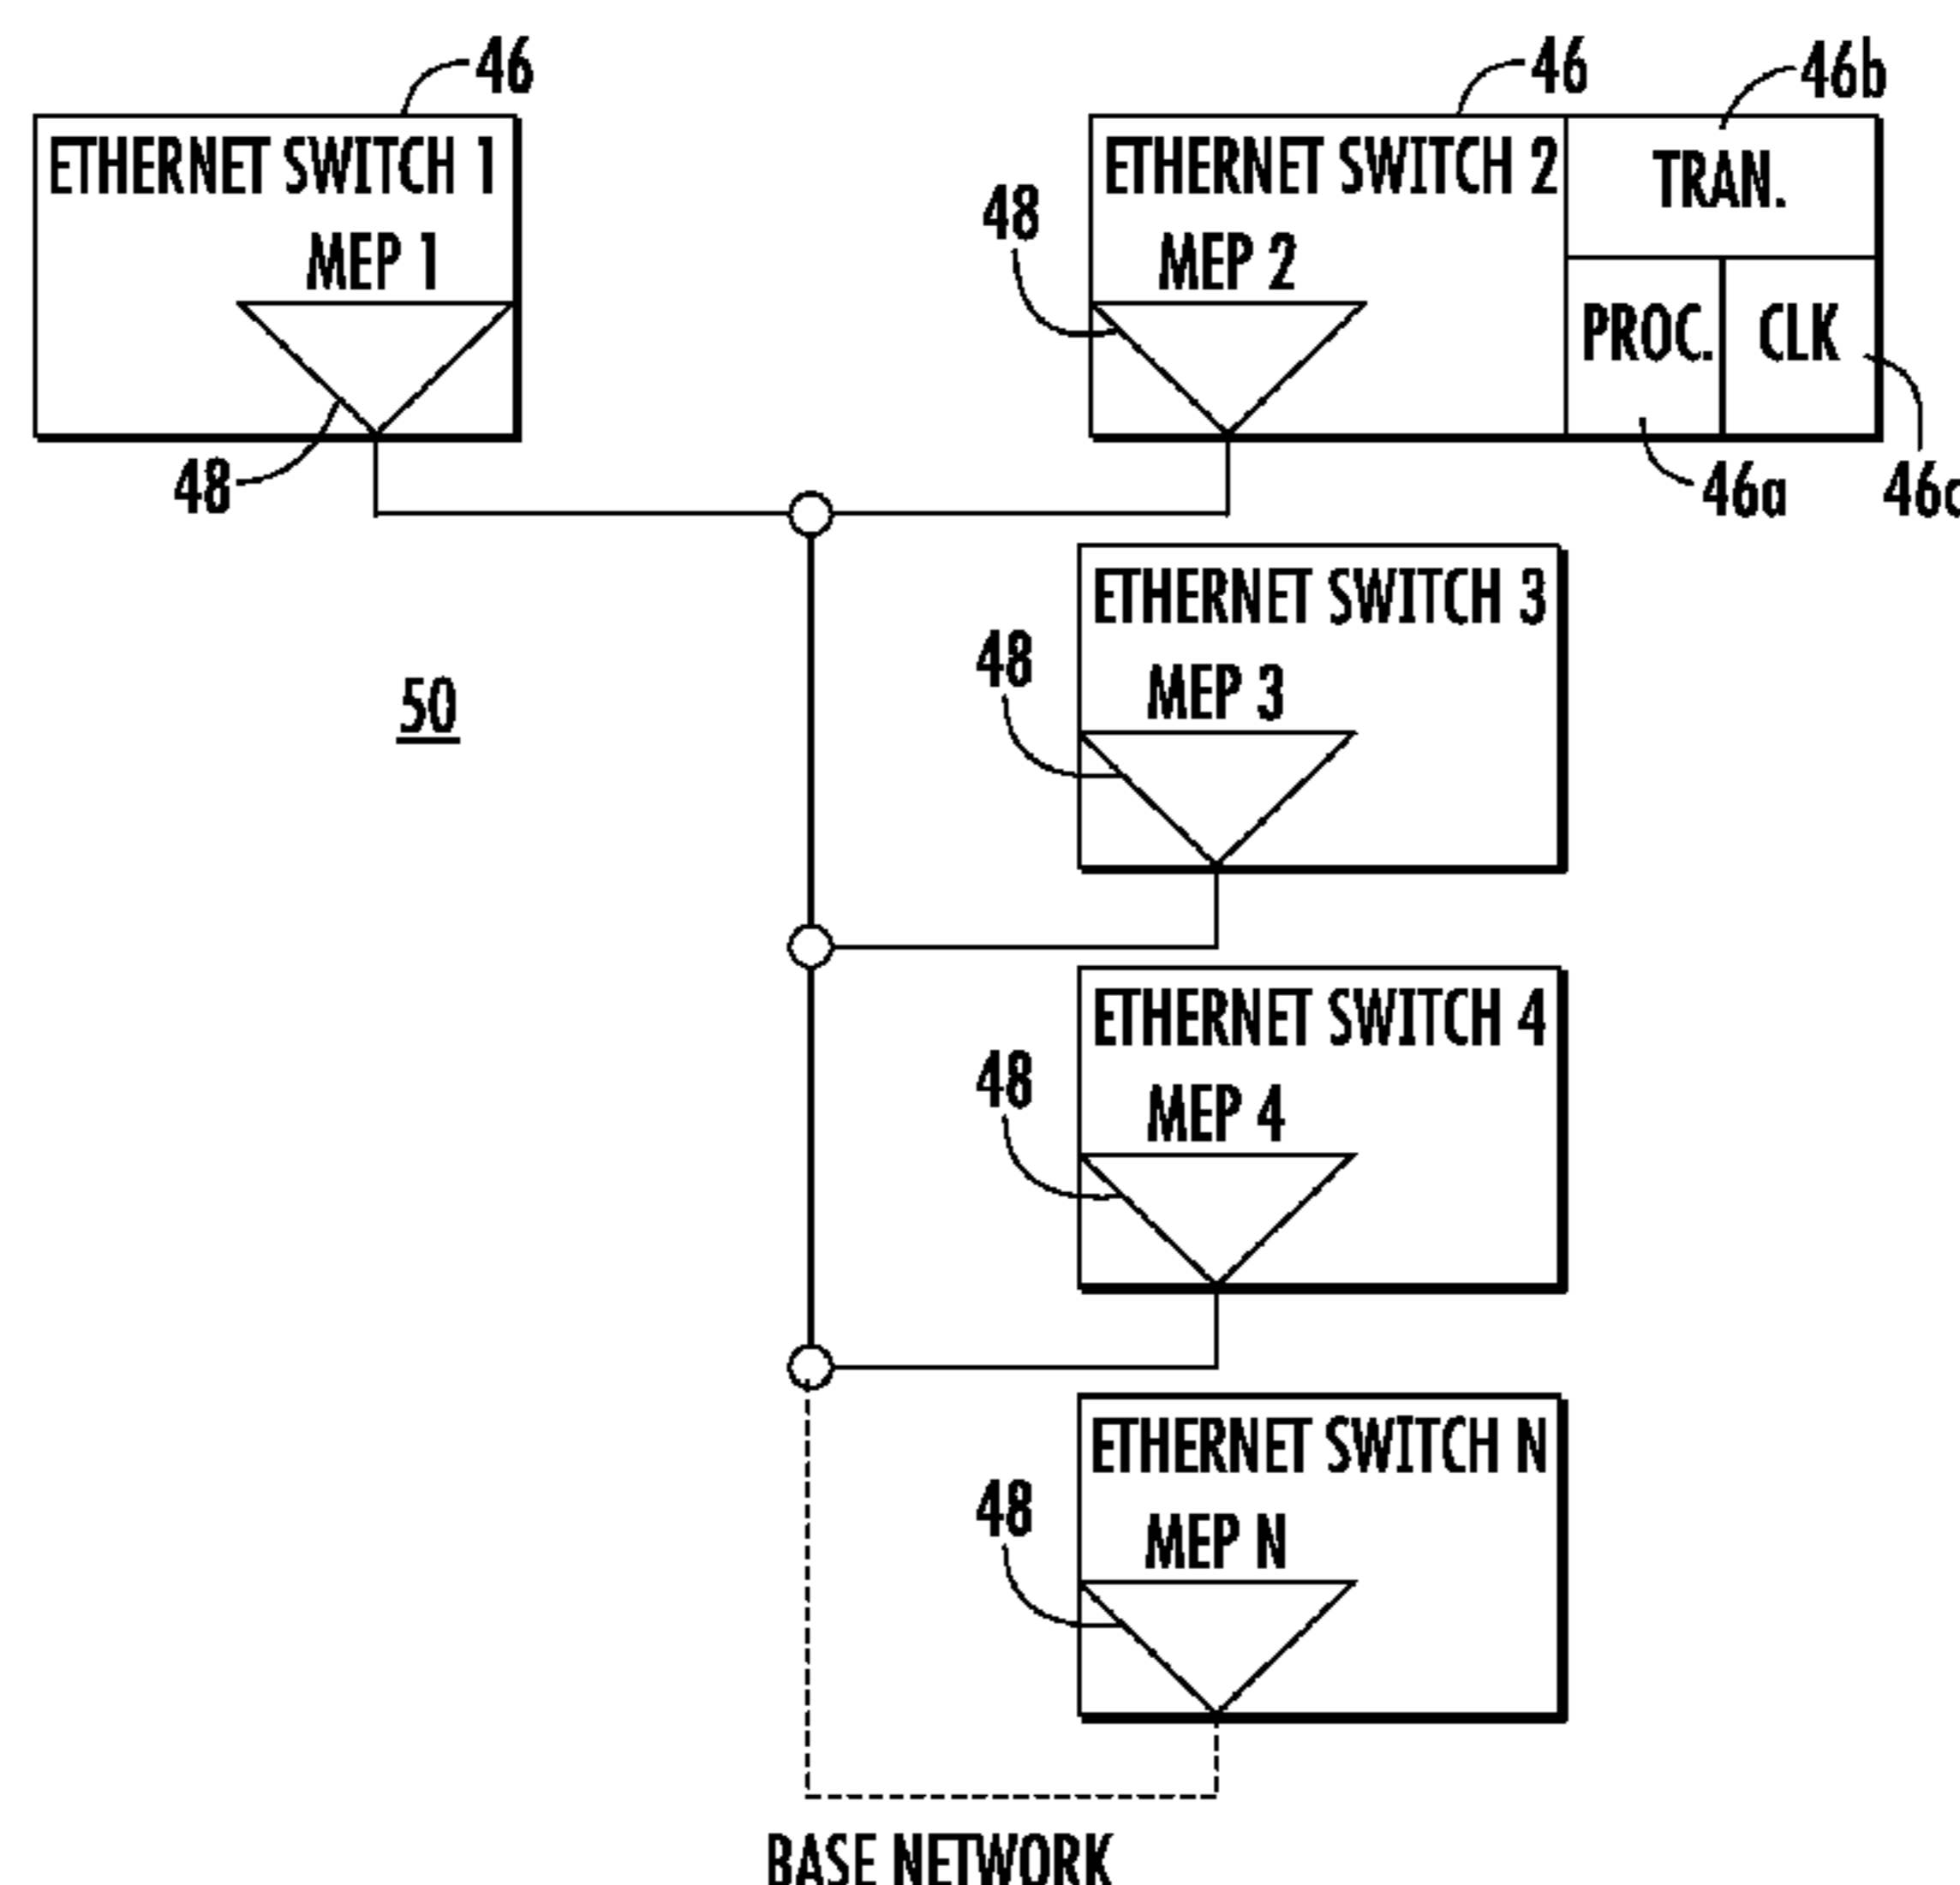 46
46
46b
ETHERNET SWITCH 1
MEP 1
48
48
ETHERNET SWITCH 2
MEP 2
TRAN.
PROC.
CLK
46a
46c
50
ETHERNET SWITCH 3
48
MEP 3
ETHERNET SWITCH 4
48
MEP 4
ETHERNET SWITCH N
48
MEP N
BASE NETWORK